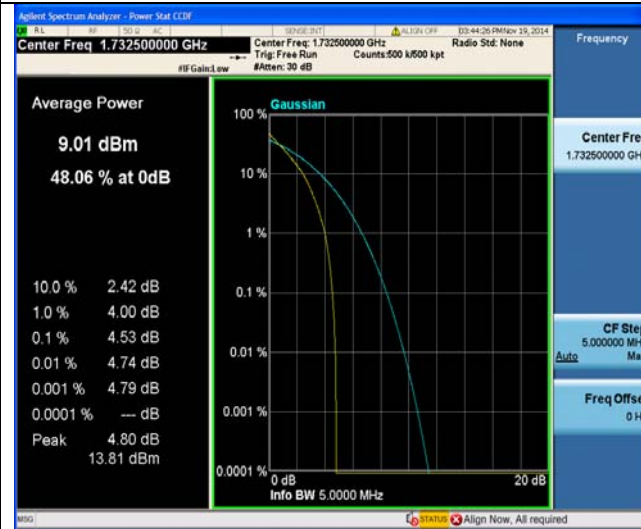 Agilent Spectrum Analyzer - Power Stat CCDF
RL RF 50 Ω AC SENSE:INT ALIGN OFF 03:44:26 PM Nov 19, 2014
Center Freq 1.732500000 GHz
Center Freq: 1.732500000 GHz Radio Std: None
Trig: Free Run Counts:500 k/500 kpt
#IFGain:Low #Atten: 30 dB
Frequency
Average Power
9.01 dBm
48.06 % at 0dB
10.0 % 2.42 dB
1.0 % 4.00 dB
0.1 % 4.53 dB
0.01 % 4.74 dB
0.001 % 4.79 dB
0.0001 % --- dB
Peak 4.80 dB
13.81 dBm
Gaussian
100 %
10 %
1 %
0.1 %
0.01 %
0.001 %
0.0001 %
0 dB 20 dB
Info BW 5.0000 MHz
Center Fre
1.732500000 GH
CF Ste
5.000000 MH
Auto Ma
Freq Offse
0 H
MSG STATUS Align Now, All required